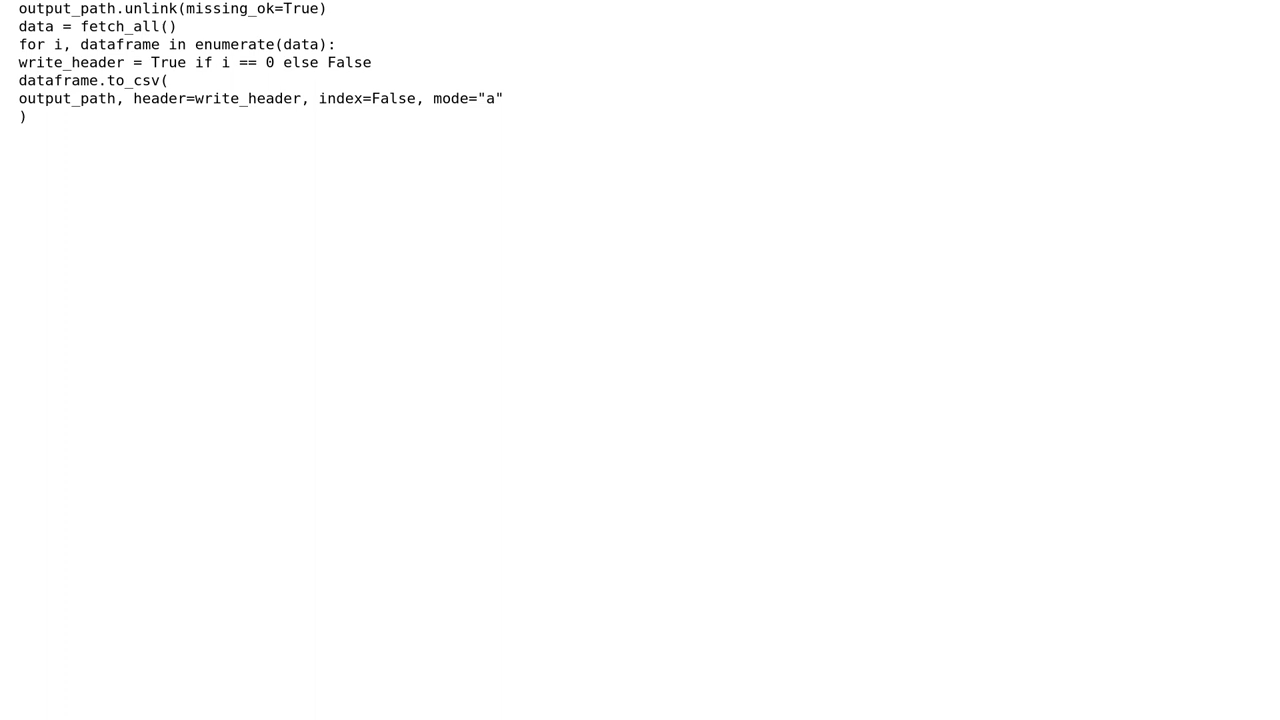 output_path.unlink(missing_ok=True)
data = fetch_all()
for i, dataframe in enumerate(data):
write_header = True if i == 0 else False
dataframe.to_csv(
output_path, header=write_header, index=False, mode="a"
)